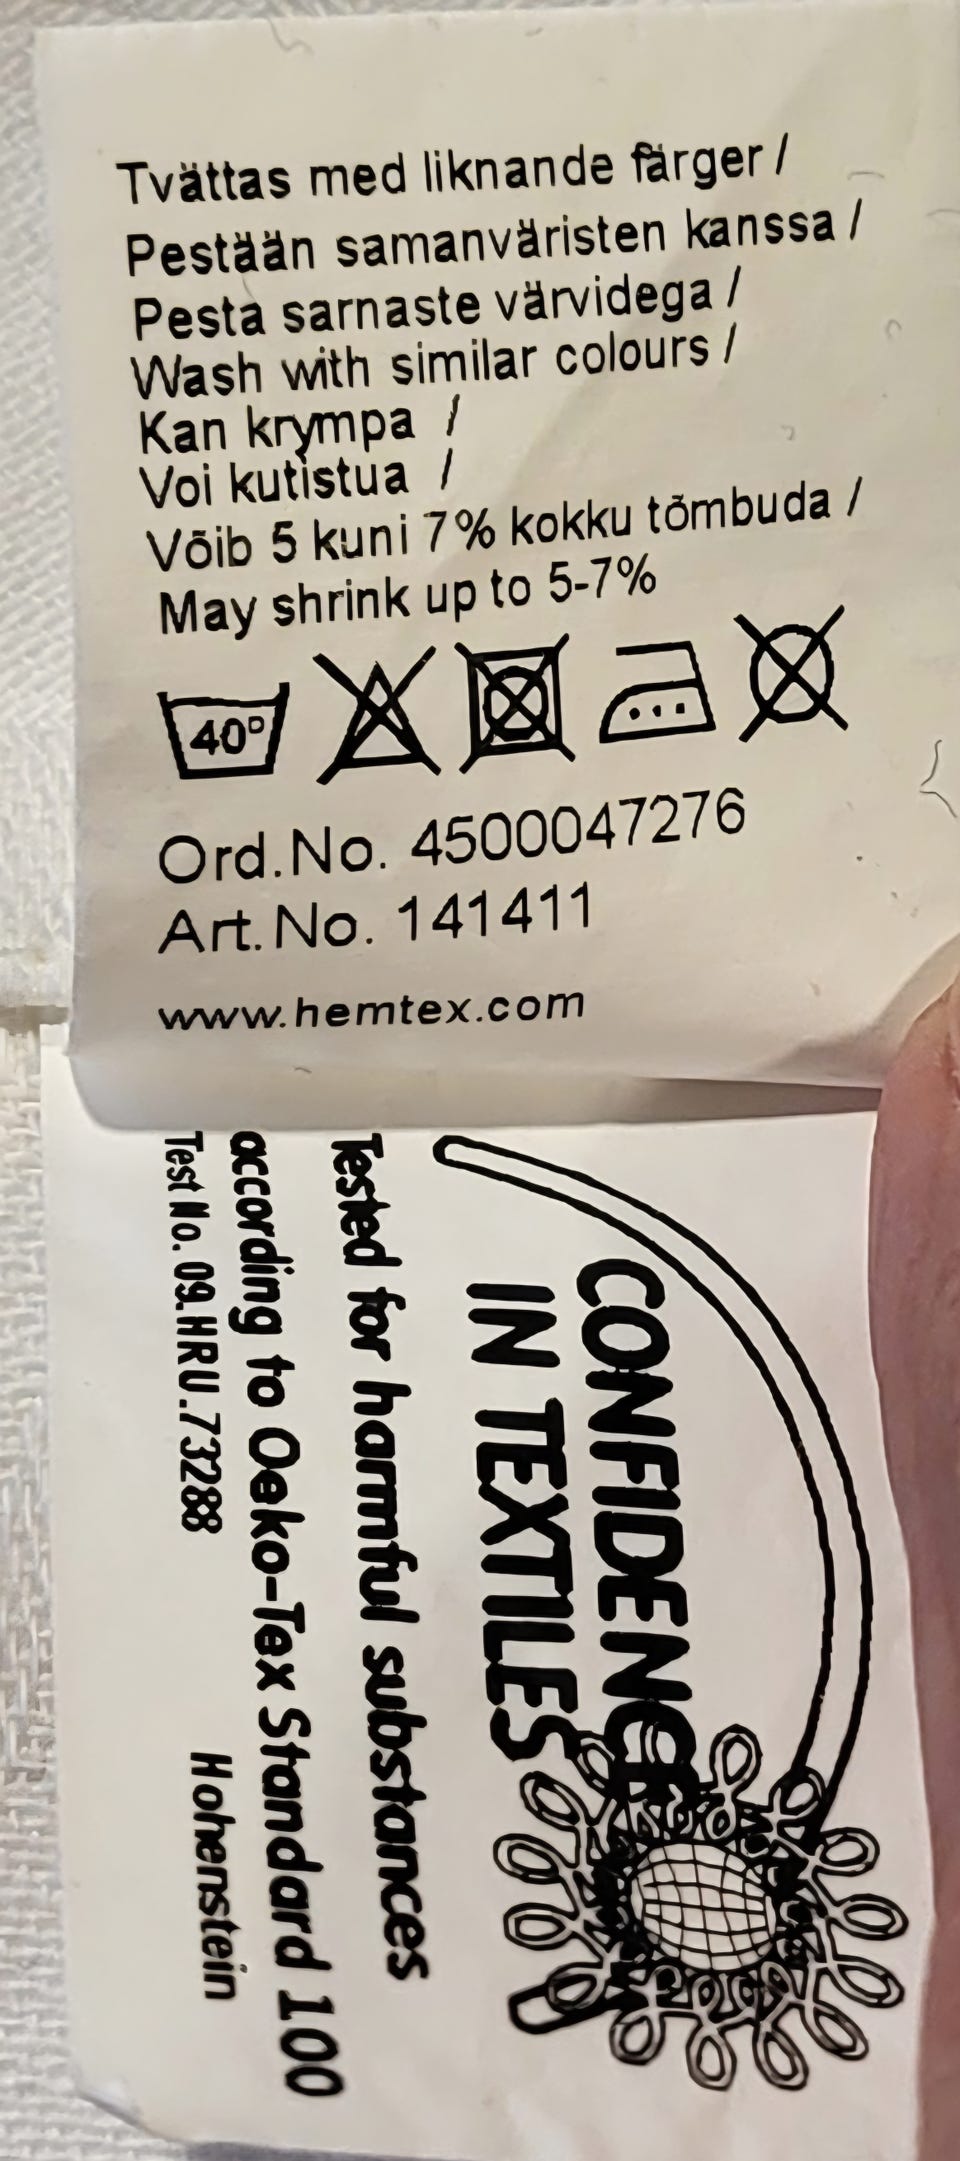 Tvättas med liknande färger /
Pestään samanväristen kanssa /
Pesta sarnaste värvidega /
Wash with similar colours /
Kan krympa /
Voi kutistua /
Võib 5 kuni 7% kokku tõmbuda /
May shrink up to 5-7%
40°
Ord.No. 4500047276
Art.No. 141411
www.hemtex.com
CONFIDENCE
IN TEXTILES
Tested for harmful substances
according to Oeko-Tex Standard 100
Test No. 09.HRU.73288 Hohenstein